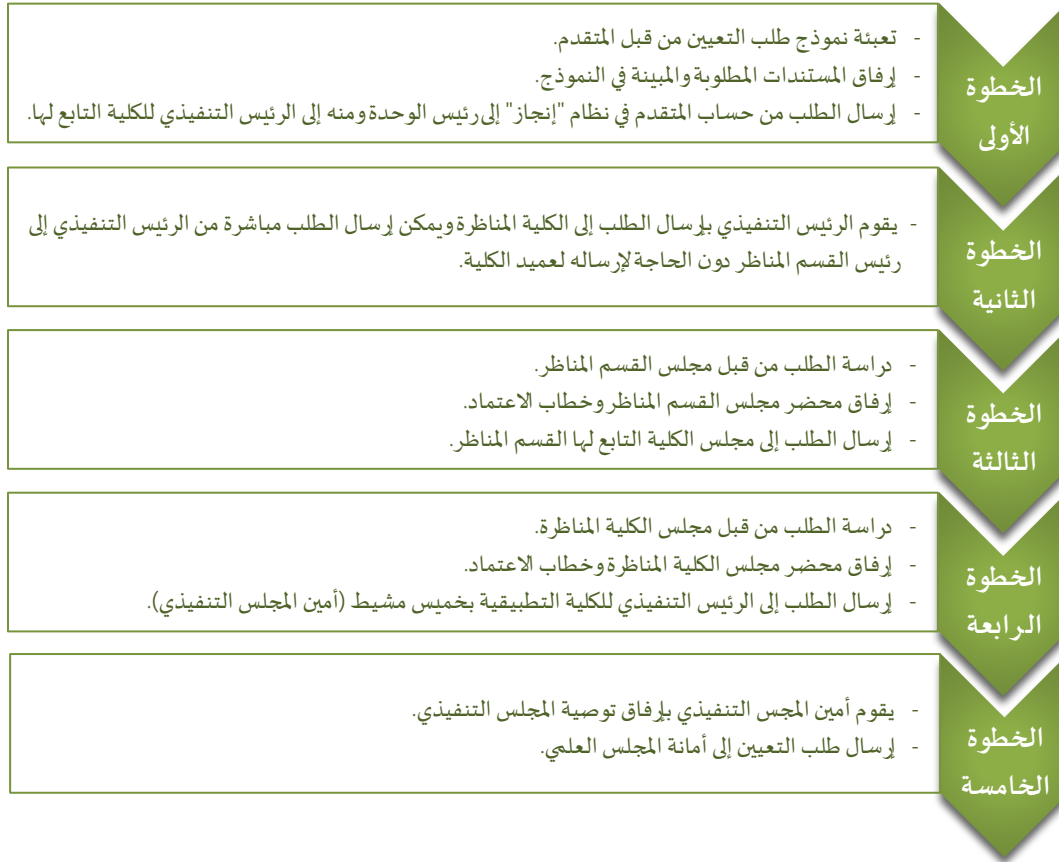 الخطوة
الأولى
- تعبئة نموذج طلب التعيين من قبل المتقدم.
- إرفاق المستندات المطلوبة والمبينة في النموذج.
- إرسال الطلب من حساب المتقدم في نظام "إنجاز" إلى رئيس الوحدة ومنه إلى الرئيس التنفيذي للكلية التابع لها.
الخطوة
الثانية
- يقوم الرئيس التنفيذي بإرسال الطلب إلى الكلية المناظرة ويمكن إرسال الطلب مباشرة من الرئيس التنفيذي إلى
رئيس القسم المناظر دون الحاجة لإرساله لعميد الكلية.
الخطوة
الثالثة
- دراسة الطلب من قبل مجلس القسم المناظر.
- إرفاق محضر مجلس القسم المناظر وخطاب الاعتماد.
- إرسال الطلب إلى مجلس الكلية التابع لها القسم المناظر.
الخطوة
الرابعة
- دراسة الطلب من قبل مجلس الكلية المناظرة.
- إرفاق محضر مجلس الكلية المناظرة وخطاب الاعتماد.
- إرسال الطلب إلى الرئيس التنفيذي للكلية التطبيقية بخميس مشيط (أمين المجلس التنفيذي).
الخطوة
الخامسة
- يقوم أمين المجس التنفيذي بإرفاق توصية المجلس التنفيذي.
- إرسال طلب التعيين إلى أمانة المجلس العلمي.